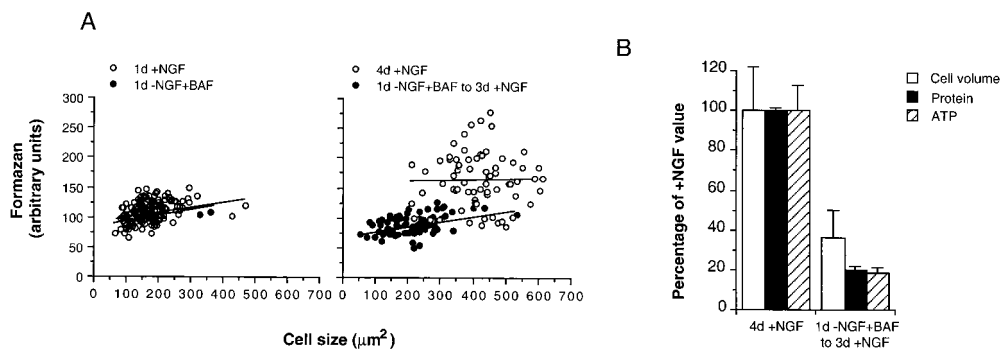 A
1d +NGF
1d -NGF+BAF
4d +NGF
1d -NGF+BAF to 3d +NGF
Formazan
(arbitrary units)
300
250
200
150
100
50
0
0 100 200 300 400 500 600 700
0 100 200 300 400 500 600 700
Cell size (μm²)
B
Cell volume
Protein
ATP
Percentage of +NGF value
120
100
80
60
40
20
0
4d +NGF
1d -NGF+BAF
to 3d +NGF